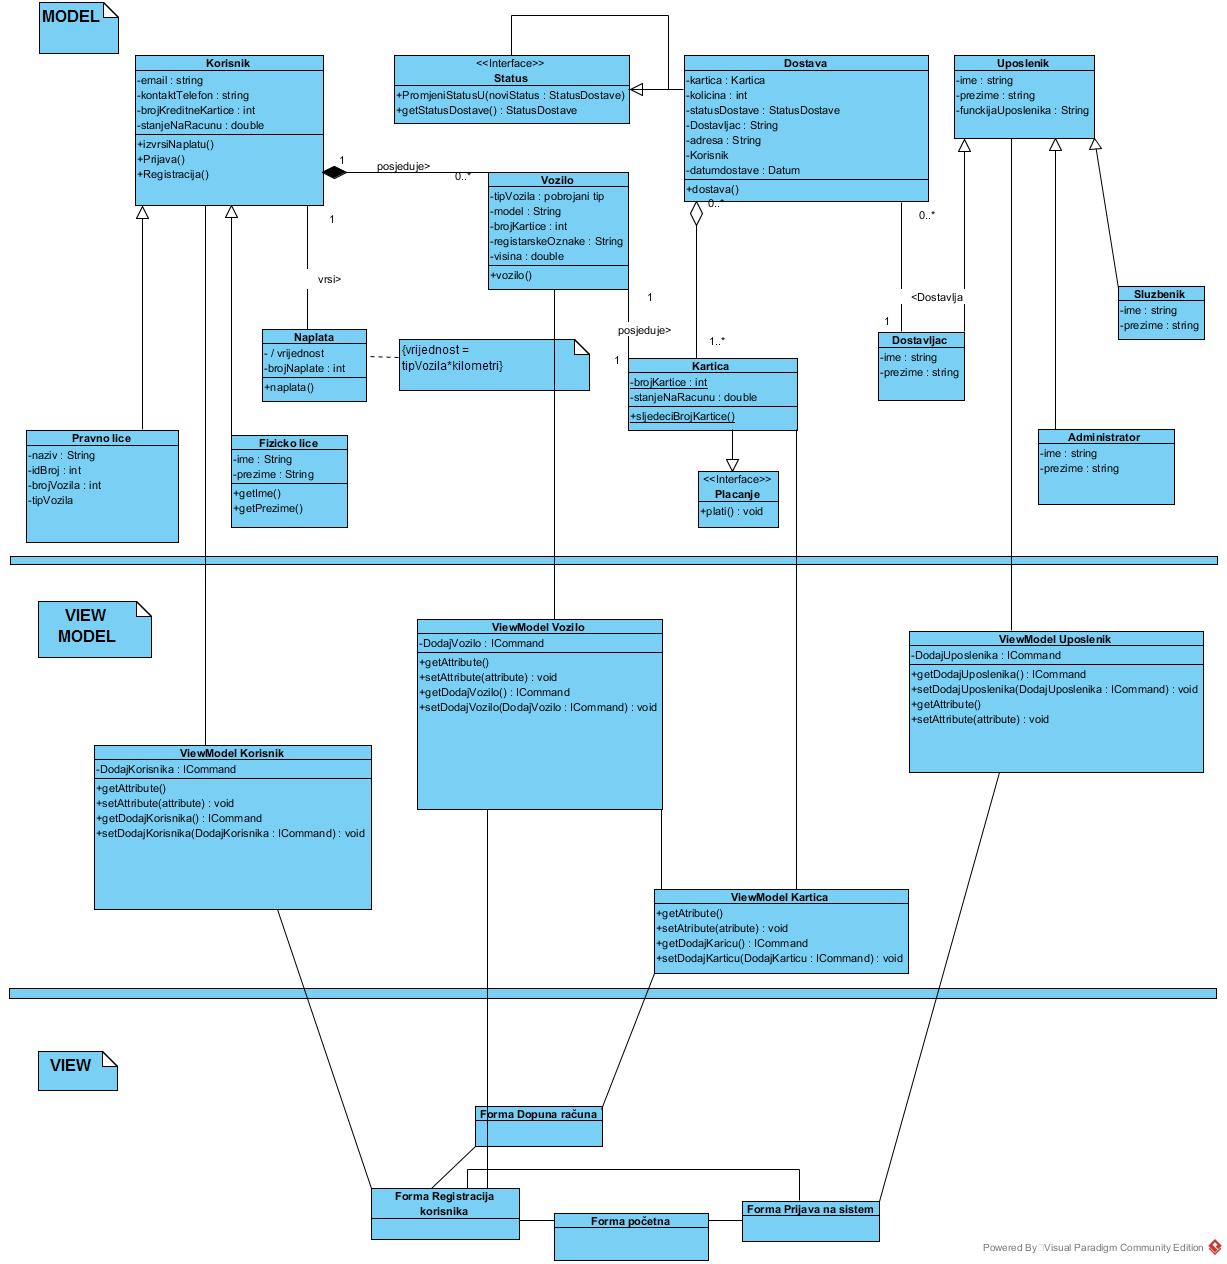 MODEL
Korisnik
-email : string
-kontaktTelefon : string
-brojKreditneKartice : int
-stanjeNaRacunu : double
+izvrsiNaplatu()
+Prijava()
+Registracija()
<<Interface>>
Status
+PromjeniStatusU(noviStatus : StatusDostave)
+getStatusDostave() : StatusDostave
Dostava
-kartica : Kartica
-kolicina : int
-statusDostave : StatusDostave
-Dostavljac : String
-adresa : String
-Korisnik
-datumdostave : Datum
+dostava()
Uposlenik
-ime : string
-prezime : string
-funckijaUposlenika : String
1
posjeduje>
0..*
Vozilo
-tipVozila : pobrojani tip
-model : String
-brojKartice : int
-registarskeOznake : String
-visina : double
+vozilo()
0..*
0..*
1
vrsi>
1
posjeduje>
1
1..*
<Dostavlja
1
Sluzbenik
-ime : string
-prezime : string
Naplata
- / vrijednost
-brojNaplate : int
+naplata()
{vrijednost =
tipVozila*kilometri}
Dostavljac
-ime : string
-prezime : string
Kartica
-brojKartice : int
-stanjeNaRacunu : double
+sljedeciBrojKartice()
Pravno lice
-naziv : String
-idBroj : int
-brojVozila : int
-tipVozila
Fizicko lice
-ime : String
-prezime : String
+getIme()
+getPrezime()
<<Interface>>
Placanje
+plati() : void
Administrator
-ime : string
-prezime : string
VIEW
MODEL
ViewModel Vozilo
-DodajVozilo : ICommand
+getAttribute()
+setAttribute(attribute) : void
+getDodajVozilo() : ICommand
+setDodajVozilo(DodajVozilo : ICommand) : void
ViewModel Uposlenik
-DodajUposlenika : ICommand
+getDodajUposlenika() : ICommand
+setDodajUposlenika(DodajUposlenika : ICommand) : void
+getAttribute()
+setAttribute(attribute) : void
ViewModel Korisnik
-DodajKorisnika : ICommand
+getAttribute()
+setAttribute(attribute) : void
+getDodajKorisnika() : ICommand
+setDodajKorisnika(DodajKorisnika : ICommand) : void
ViewModel Kartica
+getAtribute()
+setAtribute(atribute) : void
+getDodajKaricu() : ICommand
+setDodajKarticu(DodajKarticu : ICommand) : void
VIEW
Forma Dopuna računa
Forma Registracija
korisnika
Forma početna
Forma Prijava na sistem
Powered By Visual Paradigm Community Edition